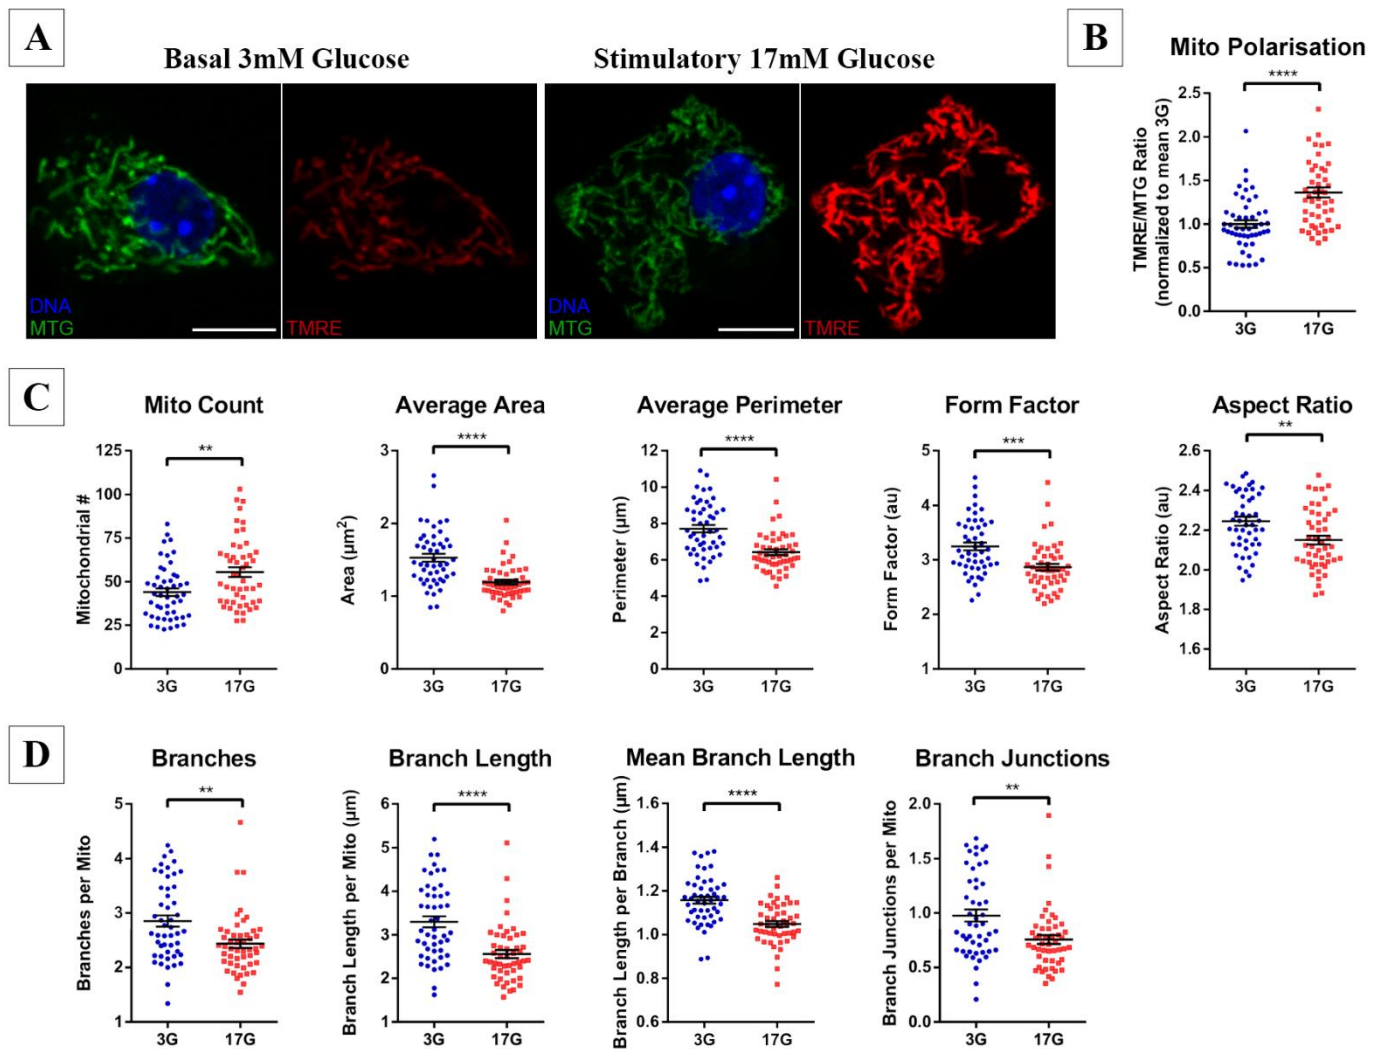 A
Basal 3mM Glucose
Stimulatory 17mM Glucose
DNA
MTG
TMRE
DNA
MTG
TMRE
B
Mito Polarisation
****
TMRE/MTG Ratio
(normalized to mean 3G)
2.5
2.0
1.5
1.0
0.5
0.0
3G
17G
C
Mito Count
**
Mitochondrial #
125
100
75
50
25
0
3G
17G
Average Area
****
Area (µm²)
3
2
1
0
3G
17G
Average Perimeter
****
Perimeter (µm)
12
10
8
6
4
2
0
3G
17G
Form Factor
***
Form Factor (au)
5
4
3
2
1
3G
17G
Aspect Ratio
**
Aspect Ratio (au)
2.6
2.4
2.2
2.0
1.8
1.6
3G
17G
D
Branches
**
Branches per Mito
5
4
3
2
1
3G
17G
Branch Length
****
Branch Length per Mito (µm)
6
5
4
3
2
1
3G
17G
Mean Branch Length
****
Branch Length per Branch (µm)
1.6
1.4
1.2
1.0
0.8
0.6
3G
17G
Branch Junctions
**
Branch Junctions per Mito
2.0
1.5
1.0
0.5
0.0
3G
17G